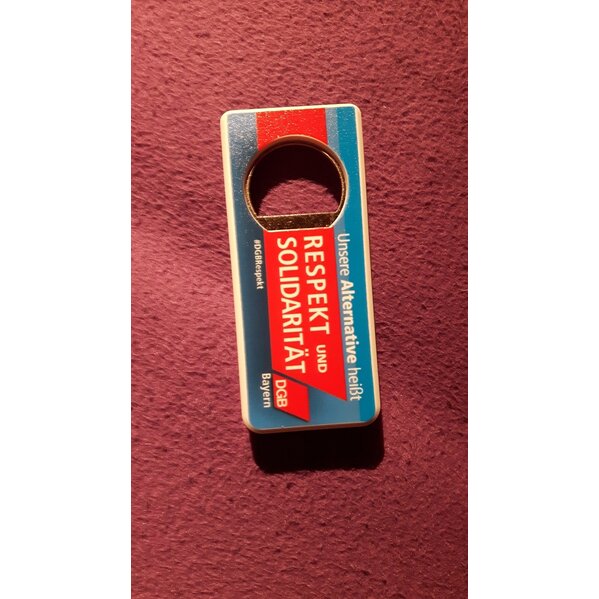 Unsere Alternative heißt
RESPEKT UND
SOLIDARITÄT
#DGBRespekt
DGB
Bayern